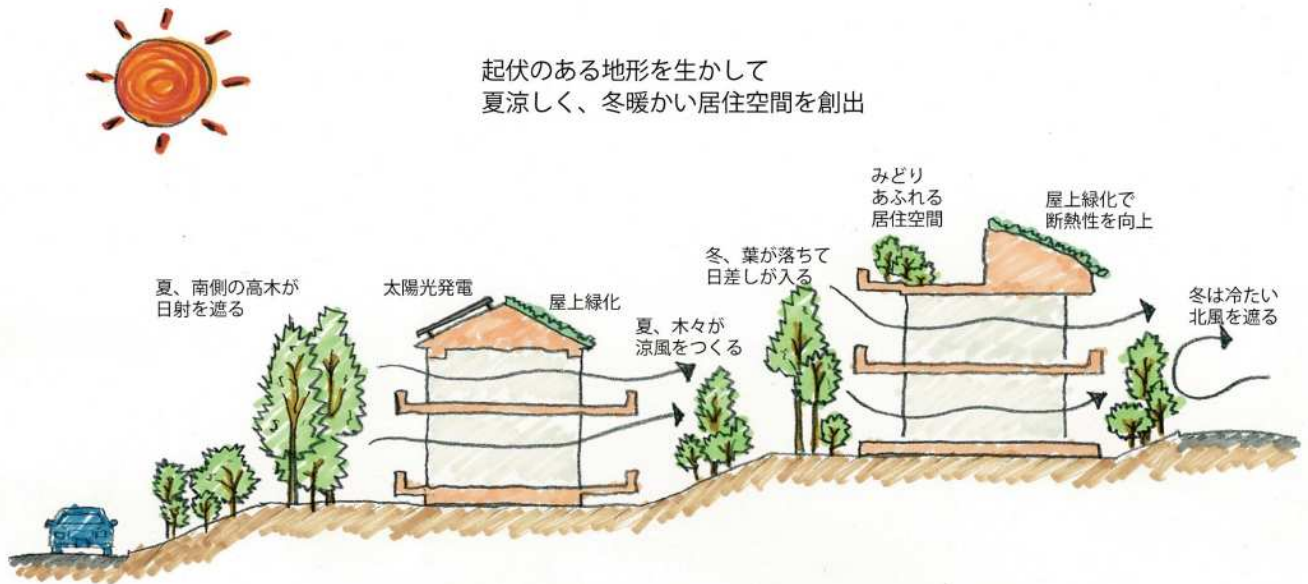 起伏のある地形を生かして
夏涼しく、冬暖かい居住空間を創出
みどり
あふれる
居住空間
屋上緑化で
断熱性を向上
冬、葉が落ちて
日差しが入る
夏、南側の高木が
日射を遮る
太陽光発電
屋上緑化
夏、木々が
涼風をつくる
冬は冷たい
北風を遮る